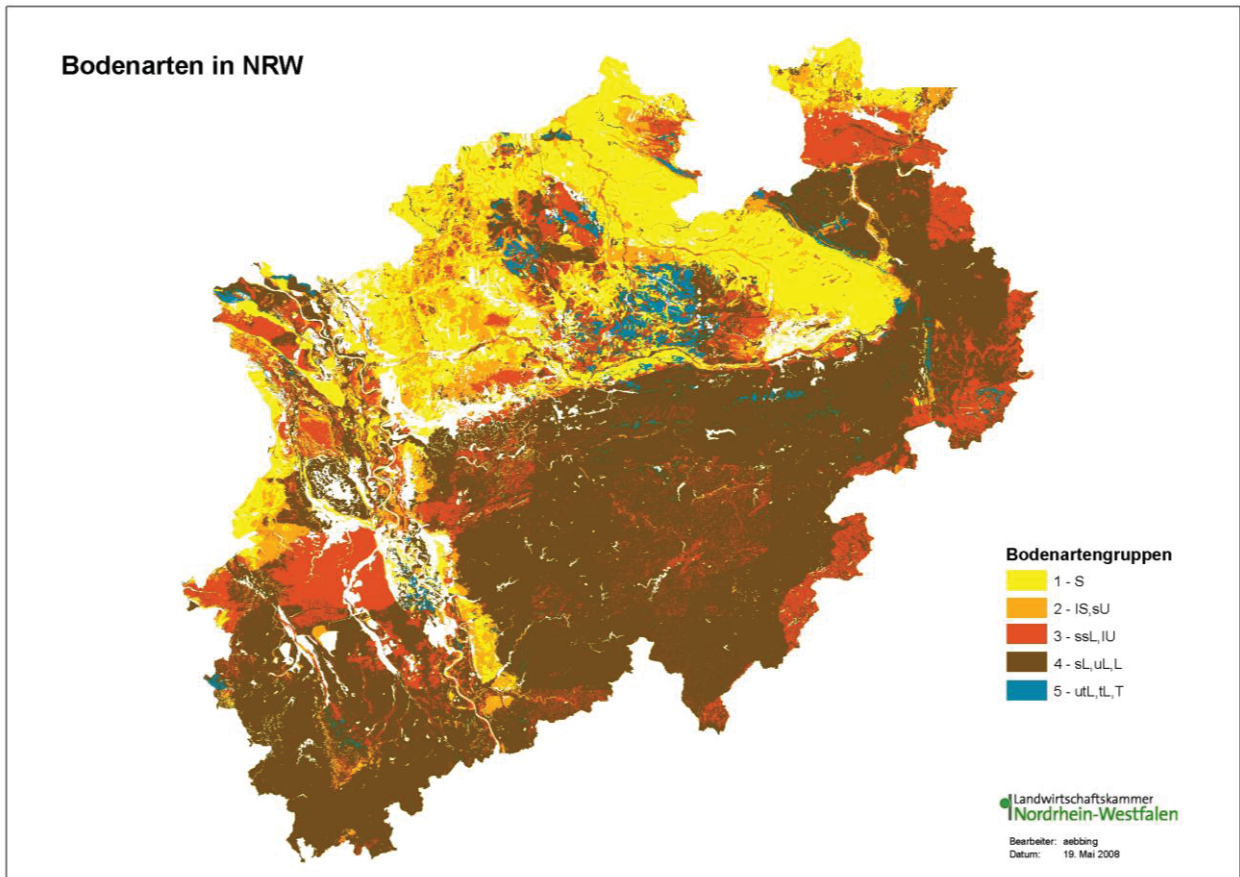 Bodenarten in NRW
Bodenartengruppen
1 - S
2 - lS,sU
3 - ssL,lU
4 - sL,uL,L
5 - utL,tL,T
Landwirtschaftskammer
Nordrhein-Westfalen
Bearbeiter: aebbing
Datum: 19. Mai 2008